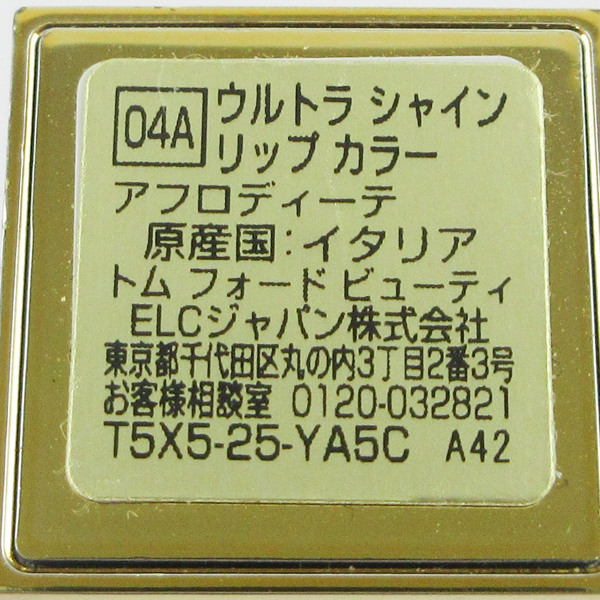 04A ウルトラ シャイン
リップ カラー
アフロディーテ
原産国:イタリア
トム フォード ビューティ
ELCジャパン株式会社
東京都千代田区丸の内3丁目2番3号
お客様相談室 0120-032821
T5X5-25-YA5C A42